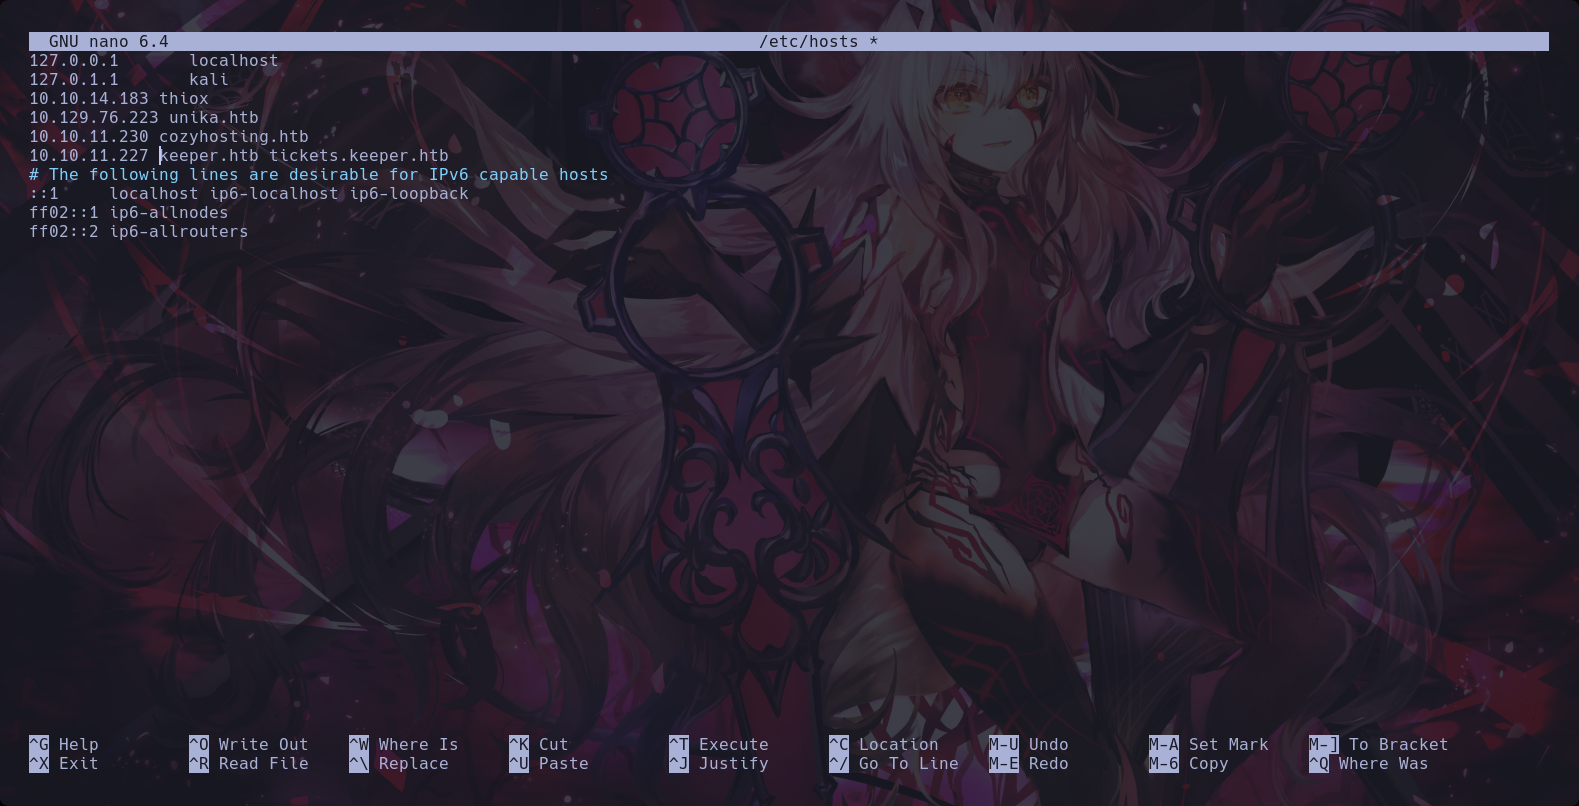 GNU nano 6.4 /etc/hosts *
127.0.0.1 localhost
127.0.1.1 kali
10.10.14.183 thiox
10.129.76.223 unika.htb
10.10.11.230 cozyhosting.htb
10.10.11.227 keeper.htb tickets.keeper.htb
# The following lines are desirable for IPv6 capable hosts
::1 localhost ip6-localhost ip6-loopback
ff02::1 ip6-allnodes
ff02::2 ip6-allrouters
^G Help ^O Write Out ^W Where Is ^K Cut ^T Execute ^C Location M-U Undo M-A Set Mark M-] To Bracket
^X Exit ^R Read File ^\ Replace ^U Paste ^J Justify ^/ Go To Line M-E Redo M-6 Copy ^Q Where Was